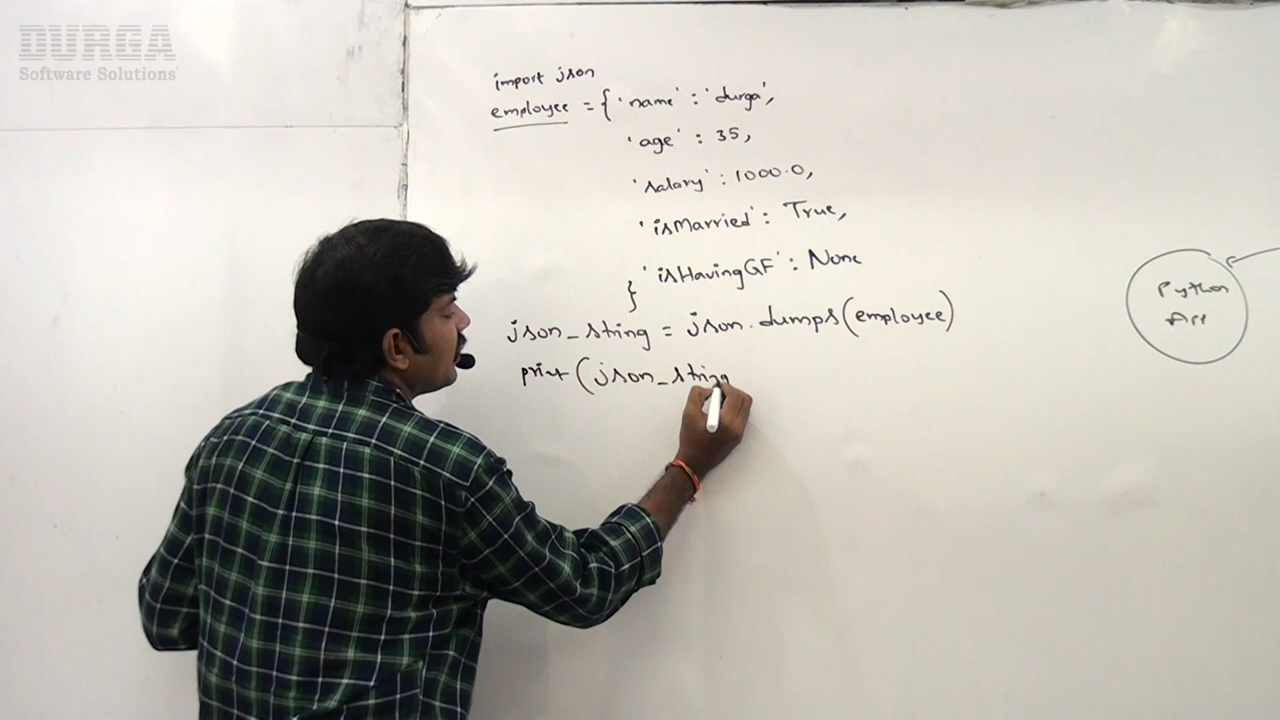 DURGA
Software Solutions
import json
employee = { 'name' : 'durga',
'age' : 35,
'salary' : 1000.0,
'isMarried' : True,
'isHavingGF' : None
}
json_string = json.dumps(employee)
print (json_string
Python
App